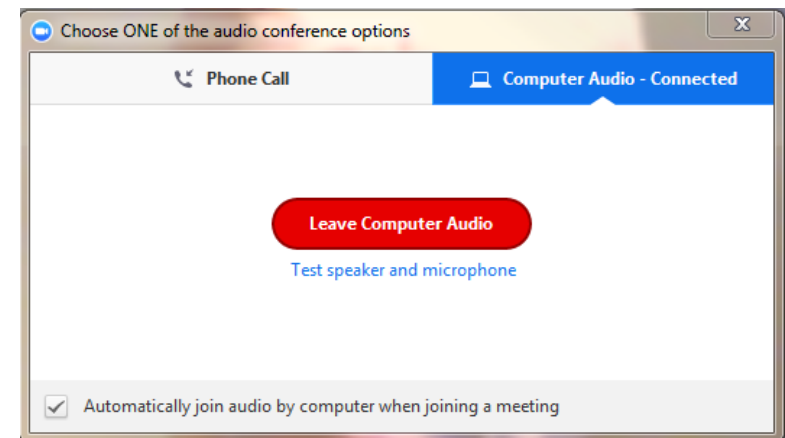 Choose ONE of the audio conference options
Phone Call
Computer Audio - Connected
Leave Computer Audio
Test speaker and microphone
Automatically join audio by computer when joining a meeting